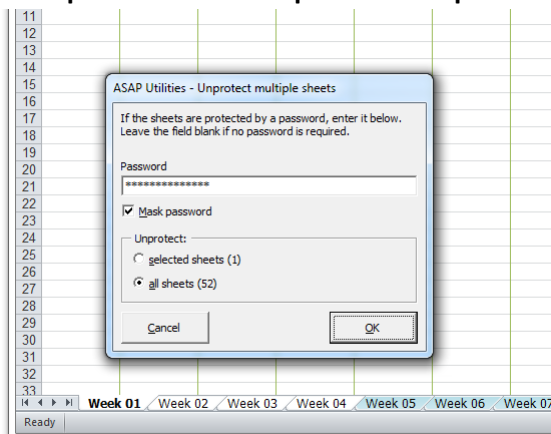 11
12
13
14
15
16
17
18
19
20
21
22
23
24
25
26
27
28
29
30
31
32
33
ASAP Utilities - Unprotect multiple sheets
If the sheets are protected by a password, enter it below.
Leave the field blank if no password is required.
Password
**************
Mask password
Unprotect:
selected sheets (1)
all sheets (52)
Cancel
OK
Week 01 Week 02 Week 03 Week 04 Week 05 Week 06 Week 07
Ready